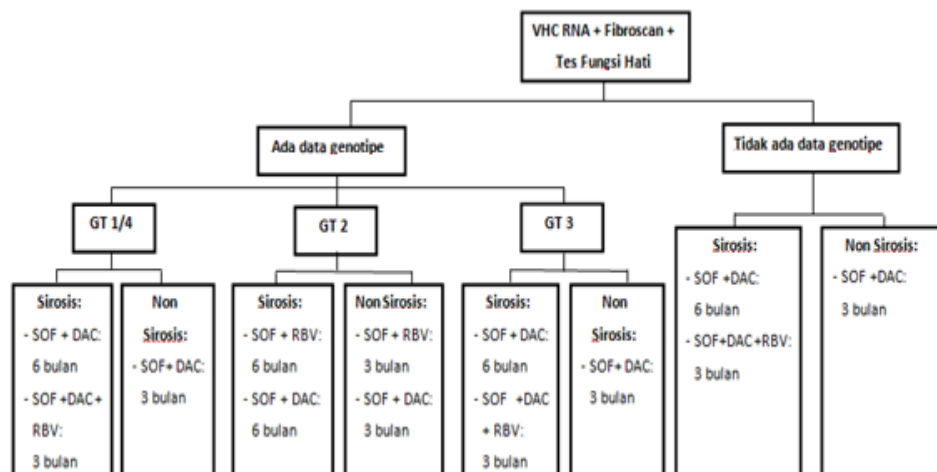 VHC RNA + Fibroscan +
Tes Fungsi Hati
Ada data genotipe
Tidak ada data genotipe
GT 1/4
GT 2
GT 3
Sirosis:
- SOF + DAC:
6 bulan
- SOF +DAC+
RBV:
3 bulan
Non
Sirosis:
- SOF+ DAC:
3 bulan
Sirosis:
- SOF + RBV:
6 bulan
- SOF + DAC:
6 bulan
Non Sirosis:
- SOF + RBV:
3 bulan
- SOF + DAC:
3 bulan
Sirosis:
- SOF + DAC:
6 bulan
- SOF +DAC
+ RBV:
3 bulan
Non
Sirosis:
- SOF+ DAC:
3 bulan
Sirosis:
- SOF +DAC:
6 bulan
- SOF+DAC+RBV:
3 bulan
Non Sirosis:
- SOF +DAC:
3 bulan